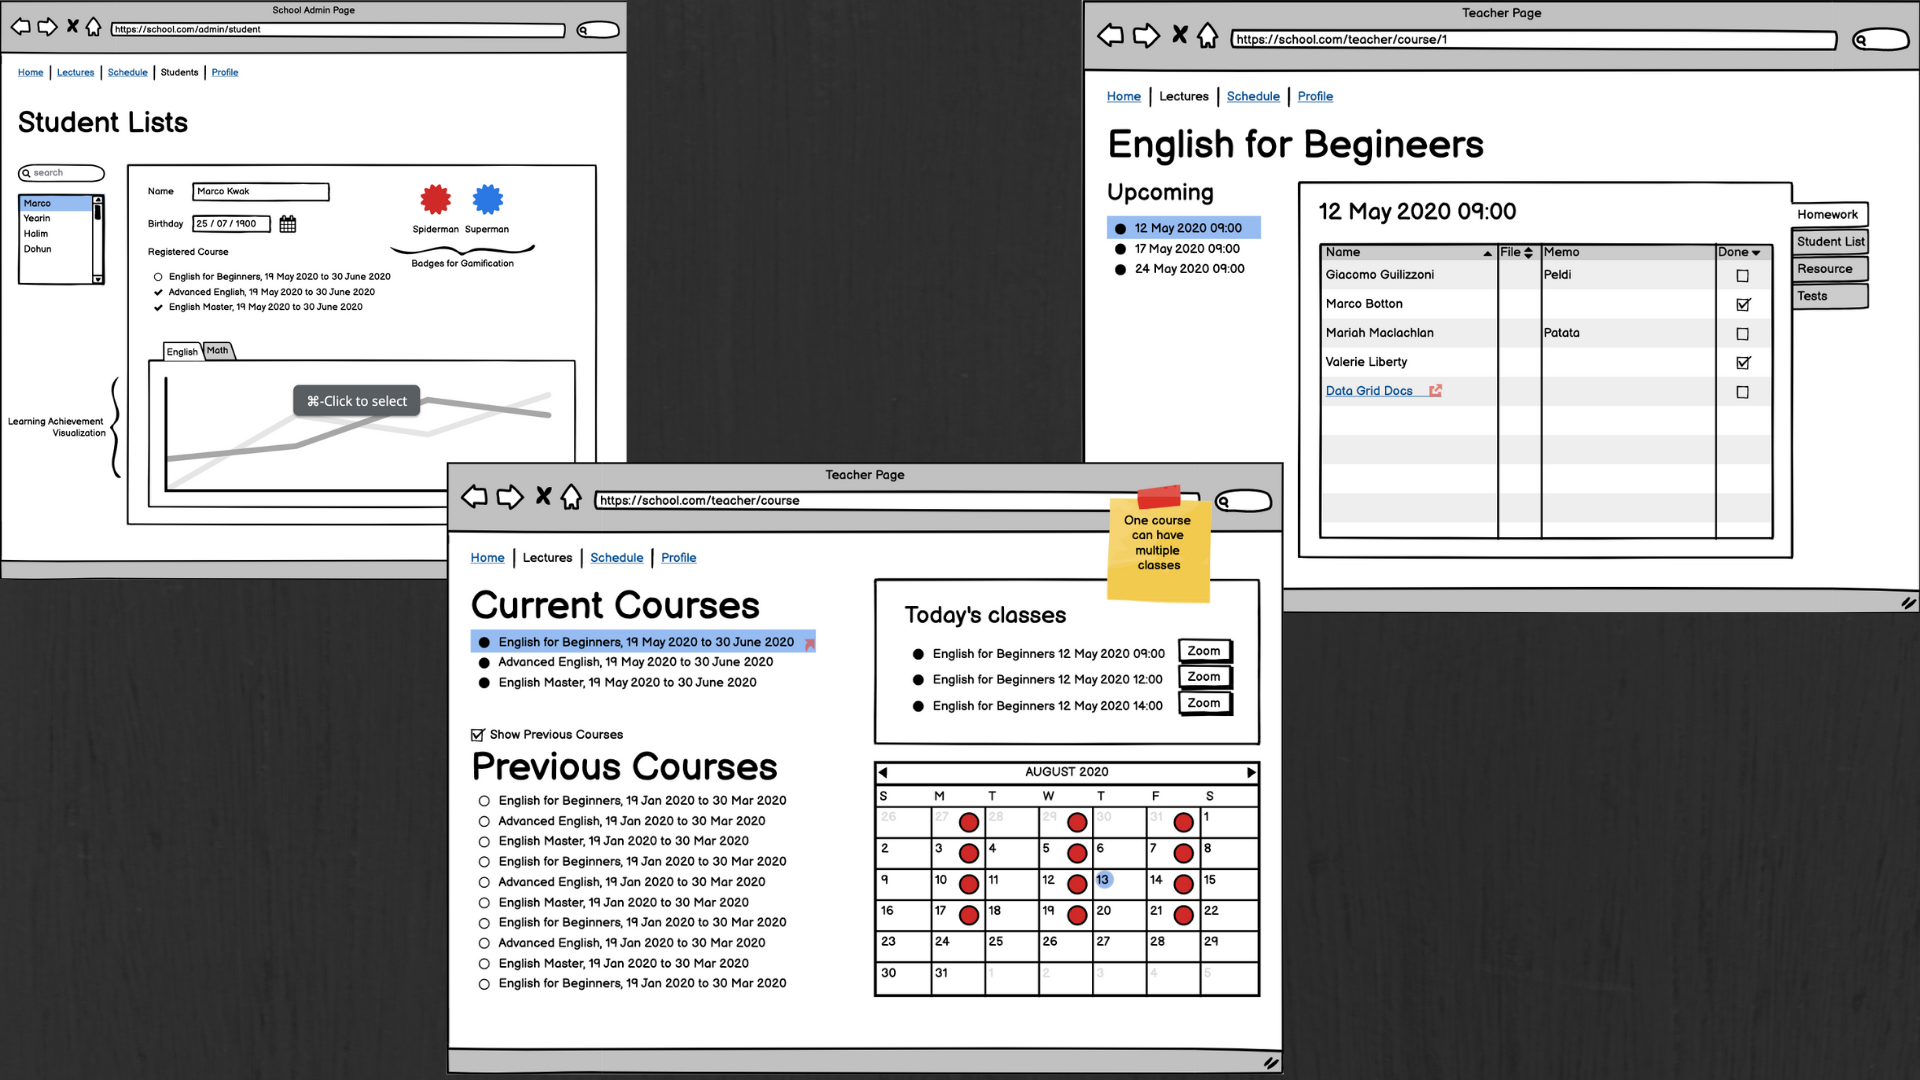 School Admin Page
https://school.com/admin/student
Home Lectures Schedule Students Profile
Student Lists
search
Marco
Yearin
Halim
Dohun
Name Marco Kwak
Birthday 25 / 07 / 1900
Spiderman Superman
Badges for Gamification
Registered Course
English for Beginners, 19 May 2020 to 30 June 2020
Advanced English, 19 May 2020 to 30 June 2020
English Master, 19 May 2020 to 30 June 2020
English Math
⌘-Click to select
Learning Achievement
Visualization
Teacher Page
https://school.com/teacher/course/1
Home Lectures Schedule Profile
English for Begineers
Upcoming
12 May 2020 09:00
17 May 2020 09:00
24 May 2020 09:00
12 May 2020 09:00
Homework
Student List
Resource
Tests
Name File Memo Done
Giacomo Guilizzoni Peldi
Marco Botton
Mariah Maclachlan Patata
Valerie Liberty
Data Grid Docs
Teacher Page
https://school.com/teacher/course
One course
can have
multiple
classes
Home Lectures Schedule Profile
Current Courses
English for Beginners, 19 May 2020 to 30 June 2020
Advanced English, 19 May 2020 to 30 June 2020
English Master, 19 May 2020 to 30 June 2020
Show Previous Courses
Previous Courses
English for Beginners, 19 Jan 2020 to 30 Mar 2020
Advanced English, 19 Jan 2020 to 30 Mar 2020
English Master, 19 Jan 2020 to 30 Mar 2020
English for Beginners, 19 Jan 2020 to 30 Mar 2020
Advanced English, 19 Jan 2020 to 30 Mar 2020
English Master, 19 Jan 2020 to 30 Mar 2020
English for Beginners, 19 Jan 2020 to 30 Mar 2020
Advanced English, 19 Jan 2020 to 30 Mar 2020
English Master, 19 Jan 2020 to 30 Mar 2020
English for Beginners, 19 Jan 2020 to 30 Mar 2020
Today's classes
English for Beginners 12 May 2020 09:00 Zoom
English for Beginners 12 May 2020 12:00 Zoom
English for Beginners 12 May 2020 14:00 Zoom
AUGUST 2020
S M T W T F S
26 27 28 29 30 31 1
2 3 4 5 6 7 8
9 10 11 12 13 14 15
16 17 18 19 20 21 22
23 24 25 26 27 28 29
30 31 1 2 3 4 5